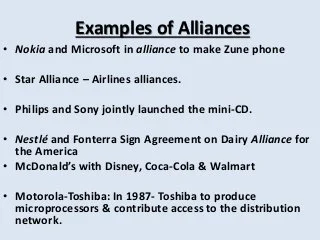 Examples of Alliances
• Nokia and Microsoft in alliance to make Zune phone
• Star Alliance – Airlines alliances.
• Philips and Sony jointly launched the mini-CD.
• Nestlé and Fonterra Sign Agreement on Dairy Alliance for
the America
• McDonald's with Disney, Coca-Cola & Walmart
• Motorola-Toshiba: In 1987- Toshiba to produce
microprocessors & contribute access to the distribution
network.